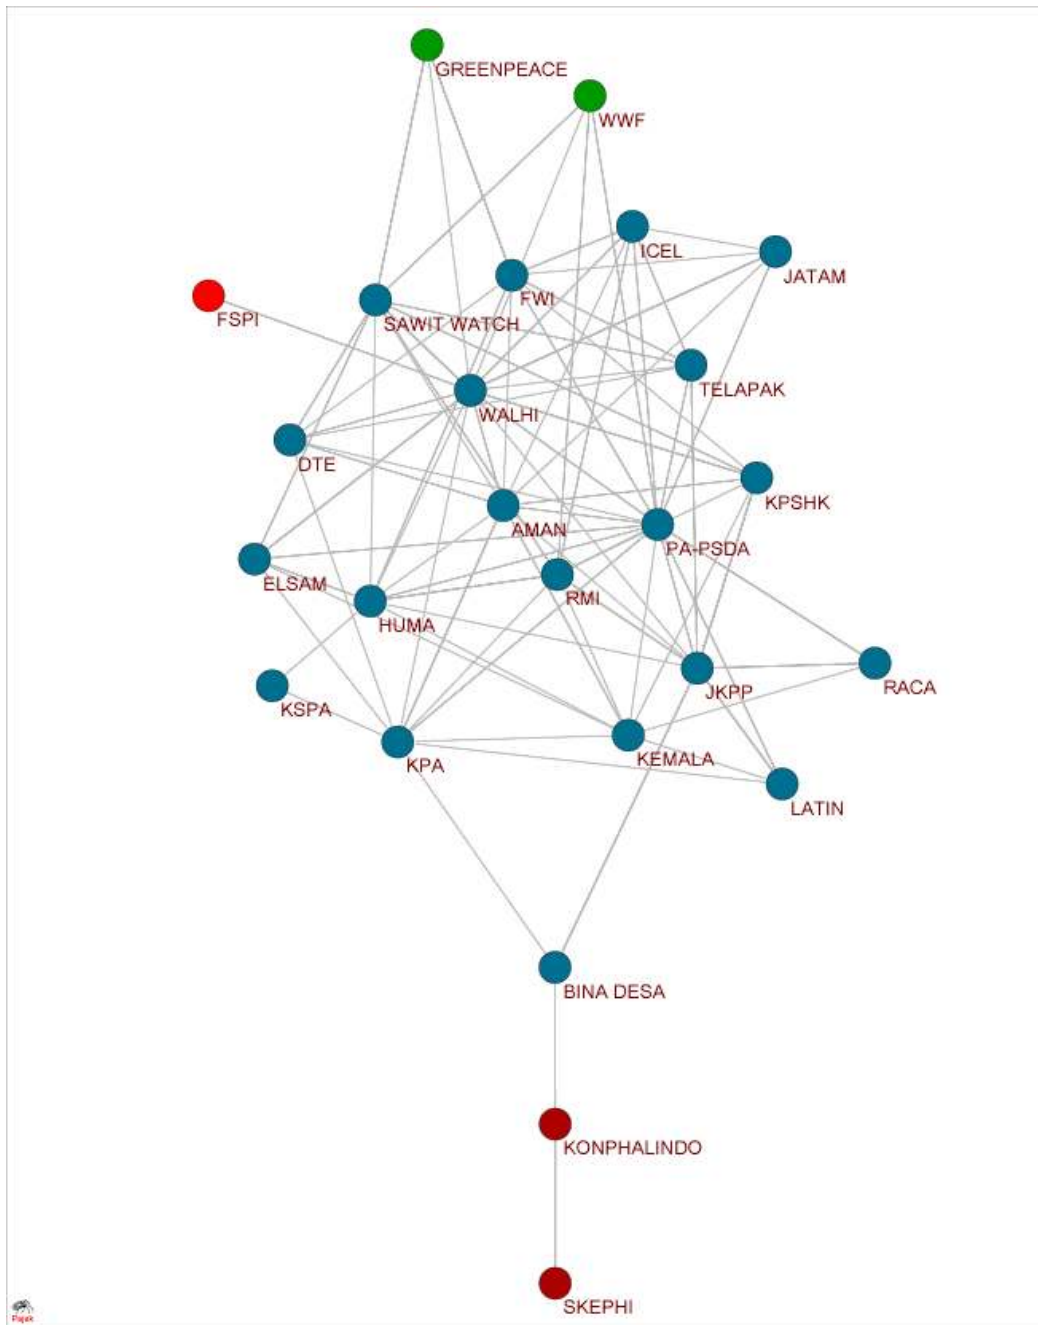 GREENPEACE
WWF
ICEL
JATAM
FWI
FSPI
SAWIT WATCH
TELAPAK
WALHI
DTE
KPSHK
AMAN
PA-PSDA
ELSAM
RMI
HUMA
JKPP
RACA
KSPA
KEMALA
KPA
LATIN
BINA DESA
KONPHALINDO
SKEPHI
Pajek